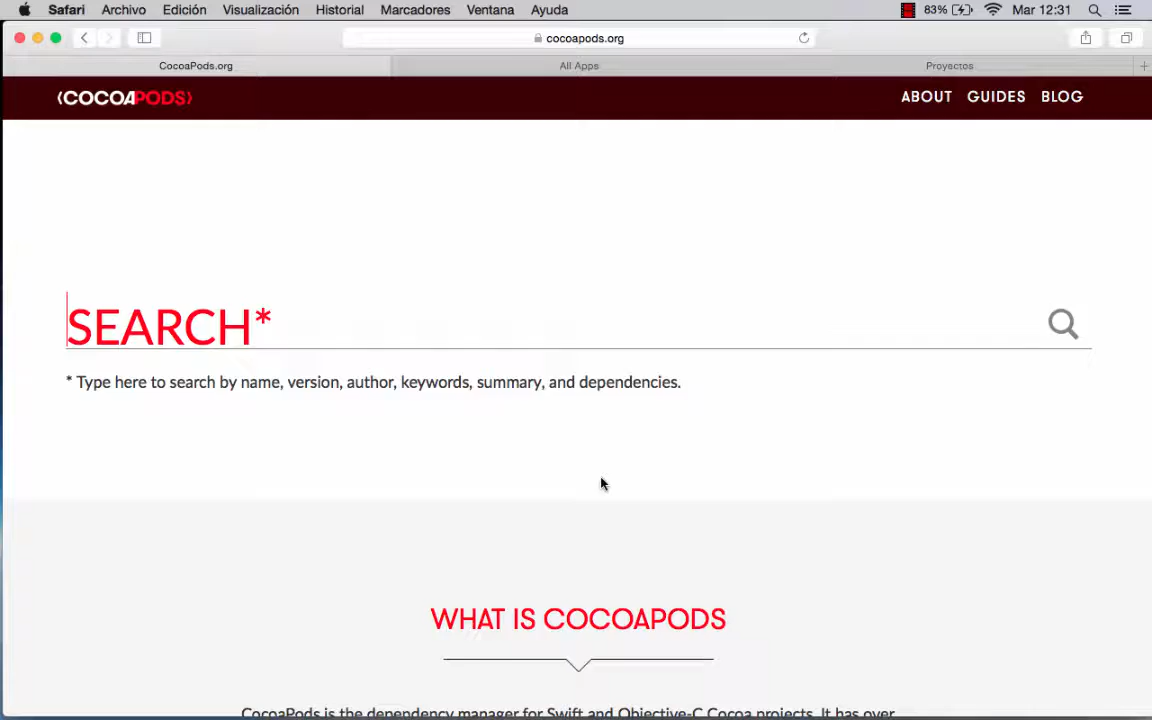 Safari Archivo Edición Visualización Historial Marcadores Ventana Ayuda 83% Mar 12:31
cocoapods.org
CocoaPods.org All Apps Proyectos
COCOAPODS ABOUT GUIDES BLOG
SEARCH*
* Type here to search by name, version, author, keywords, summary, and dependencies.
WHAT IS COCOAPODS
CocoaPods is the dependency manager for Swift and Objective-C Cocoa projects. It has over